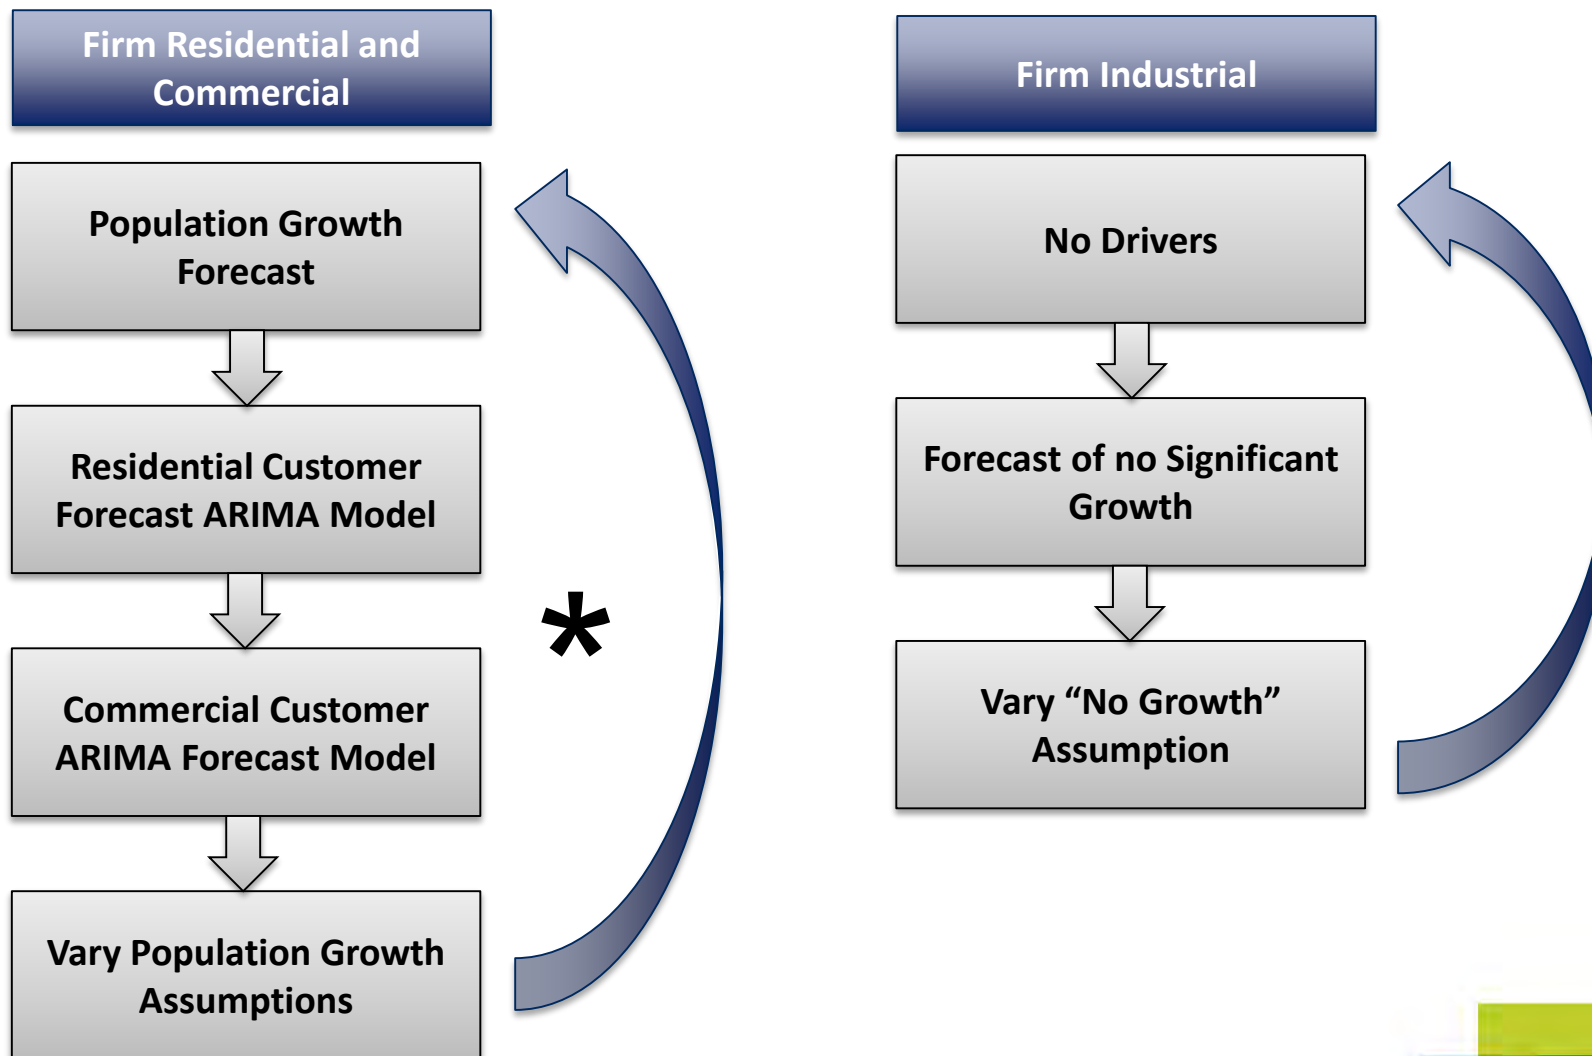 Firm Residential and
Commercial
Population Growth
Forecast
Residential Customer
Forecast ARIMA Model
Commercial Customer
ARIMA Forecast Model
Vary Population Growth
Assumptions
*
Firm Industrial
No Drivers
Forecast of no Significant
Growth
Vary “No Growth”
Assumption